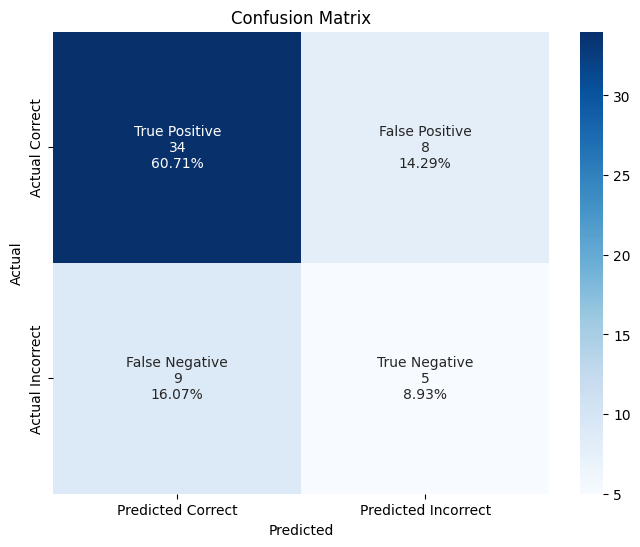 Confusion Matrix
Actual
Actual Correct
Actual Incorrect
True Positive
34
60.71%
False Positive
8
14.29%
False Negative
9
16.07%
True Negative
5
8.93%
Predicted Correct
Predicted Incorrect
Predicted
30
25
20
15
10
5